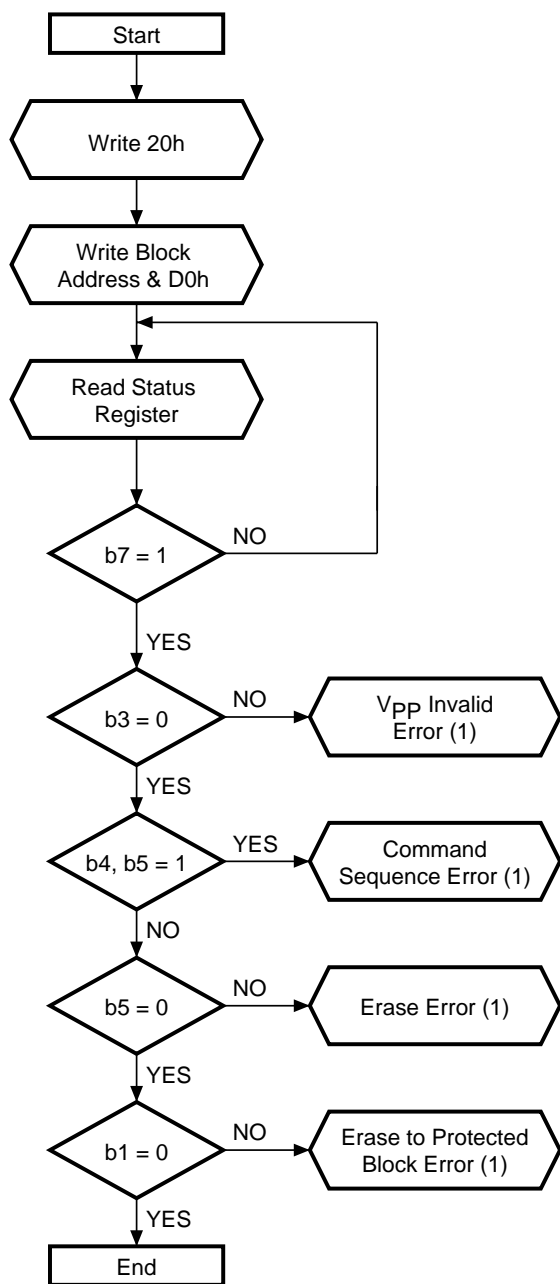 Start
Write 20h
Write Block
Address & D0h
Read Status
Register
b7 = 1
NO
YES
b3 = 0
NO
VPP Invalid
Error (1)
YES
b4, b5 = 1
YES
Command
Sequence Error (1)
NO
b5 = 0
NO
Erase Error (1)
YES
b1 = 0
NO
Erase to Protected
Block Error (1)
YES
End